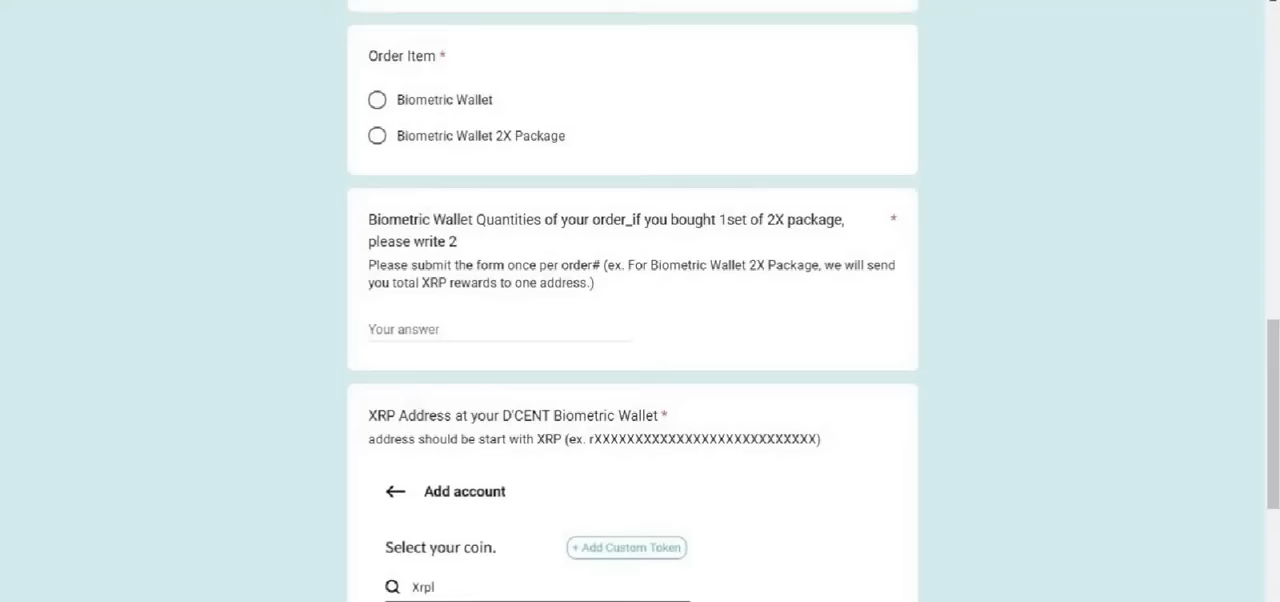 Order Item *
Biometric Wallet
Biometric Wallet 2X Package
Biometric Wallet Quantities of your order_if you bought 1set of 2X package, *
please write 2
Please submit the form once per order# (ex. For Biometric Wallet 2X Package, we will send
you total XRP rewards to one address.)
Your answer
XRP Address at your D'CENT Biometric Wallet *
address should be start with XRP (ex. rXXXXXXXXXXXXXXXXXXXXXXXXXXX)
Add account
Select your coin.
+ Add Custom Token
Xrpl